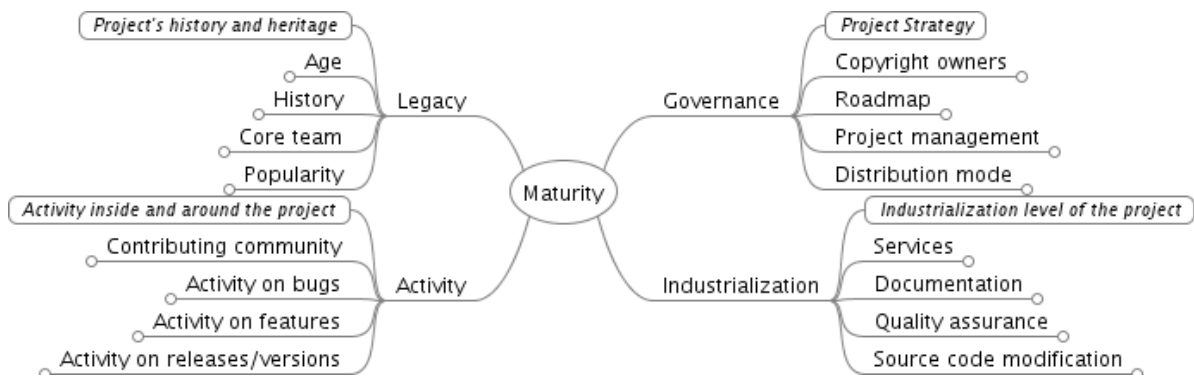 Project's history and heritage
Age
History
Core team
Popularity
Legacy
Activity inside and around the project
Contributing community
Activity on bugs
Activity on features
Activity on releases/versions
Activity
Maturity
Governance
Project Strategy
Copyright owners
Roadmap
Project management
Distribution mode
Industrialization
Industrialization level of the project
Services
Documentation
Quality assurance
Source code modification